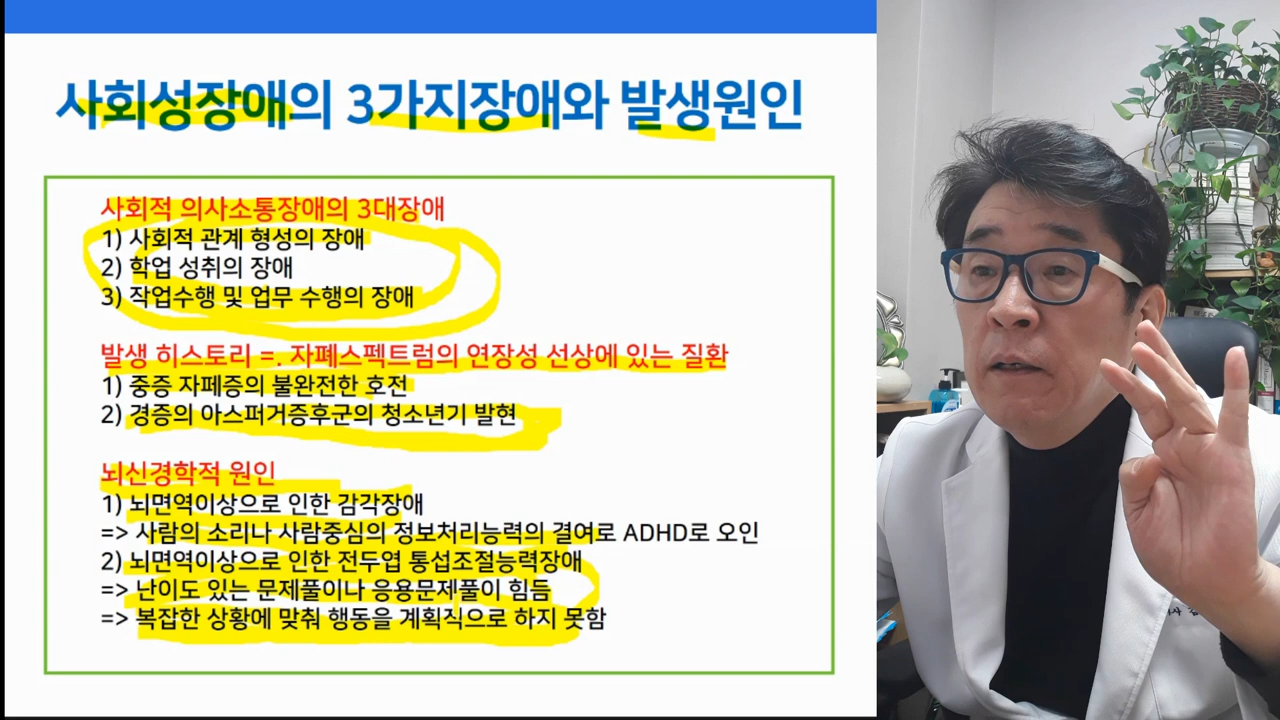 사회성장애의 3가지장애와 발생원인
사회적 의사소통장애의 3대장애
1) 사회적 관계 형성의 장애
2) 학업 성취의 장애
3) 작업수행 및 업무 수행의 장애
발생 히스토리 =. 자폐스펙트럼의 연장성 선상에 있는 질환
1) 중증 자폐증의 불완전한 호전
2) 경증의 아스퍼거증후군의 청소년기 발현
뇌신경학적 원인
1) 뇌면역이상으로 인한 감각장애
=> 사람의 소리나 사람중심의 정보처리능력의 결여로 ADHD로 오인
2) 뇌면역이상으로 인한 전두엽 통섭조절능력장애
=> 난이도 있는 문제풀이나 응용문제풀이 힘듬
=> 복잡한 상황에 맞춰 행동을 계획직으로 하지 못함